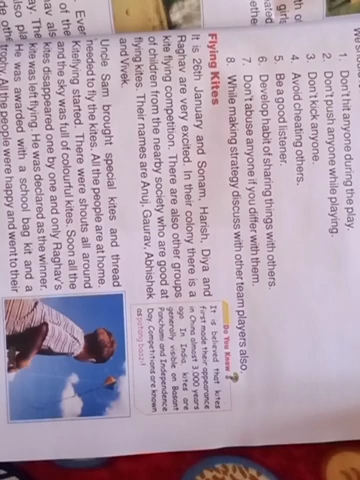 1. Don't hit anyone during the play.
2. Don't push anyone while playing.
3. Don't kick anyone.
4. Avoid cheating others.
5. Be a good listener.
6. Develop habit of sharing things with others.
7. Don't abuse anyone if you differ with them.
8. While making strategy discuss with other team players also.
Flying Kites
It is 26th January and Sonam, Harish, Diya and
Raghav are very excited. In their colony there is a
kite flying competition. There are also other groups
of children from the nearby society who are good at
flying kites. Their names are Anuj, Gaurav, Abhishek
and Vivek.
Uncle Sam brought special kites and thread
needed to fly the kites. All the people are at home.
Kiteflying started. There were shouts all around
and the sky was full of colourful kites. Soon all the
kites disappeared one by one and only Raghav's
kite was left flying. He was declared as the winner.
He was awarded with a school bag kit and a
trophy. All the people were happy and went to their
Do You Know ?
It is believed that kites
first made their appearance
in China almost 3,000 years
ago. In India, kites are
generally visible on Basant
Panchami and Independence
Day. Competitions are known
as patang baazi.
th of
girls